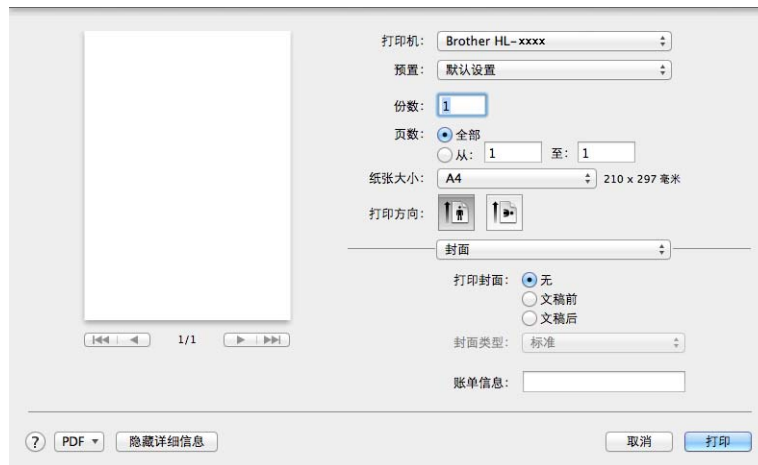 打印机: Brother HL-xxxx
预置: 默认设置
份数: 1
页数: 全部
从: 1 至: 1
纸张大小: A4 210 x 297 毫米
打印方向:
封面
打印封面: 无
文稿前
文稿后
1/1
封面类型: 标准
账单信息:
? PDF 隐藏详细信息 取消 打印